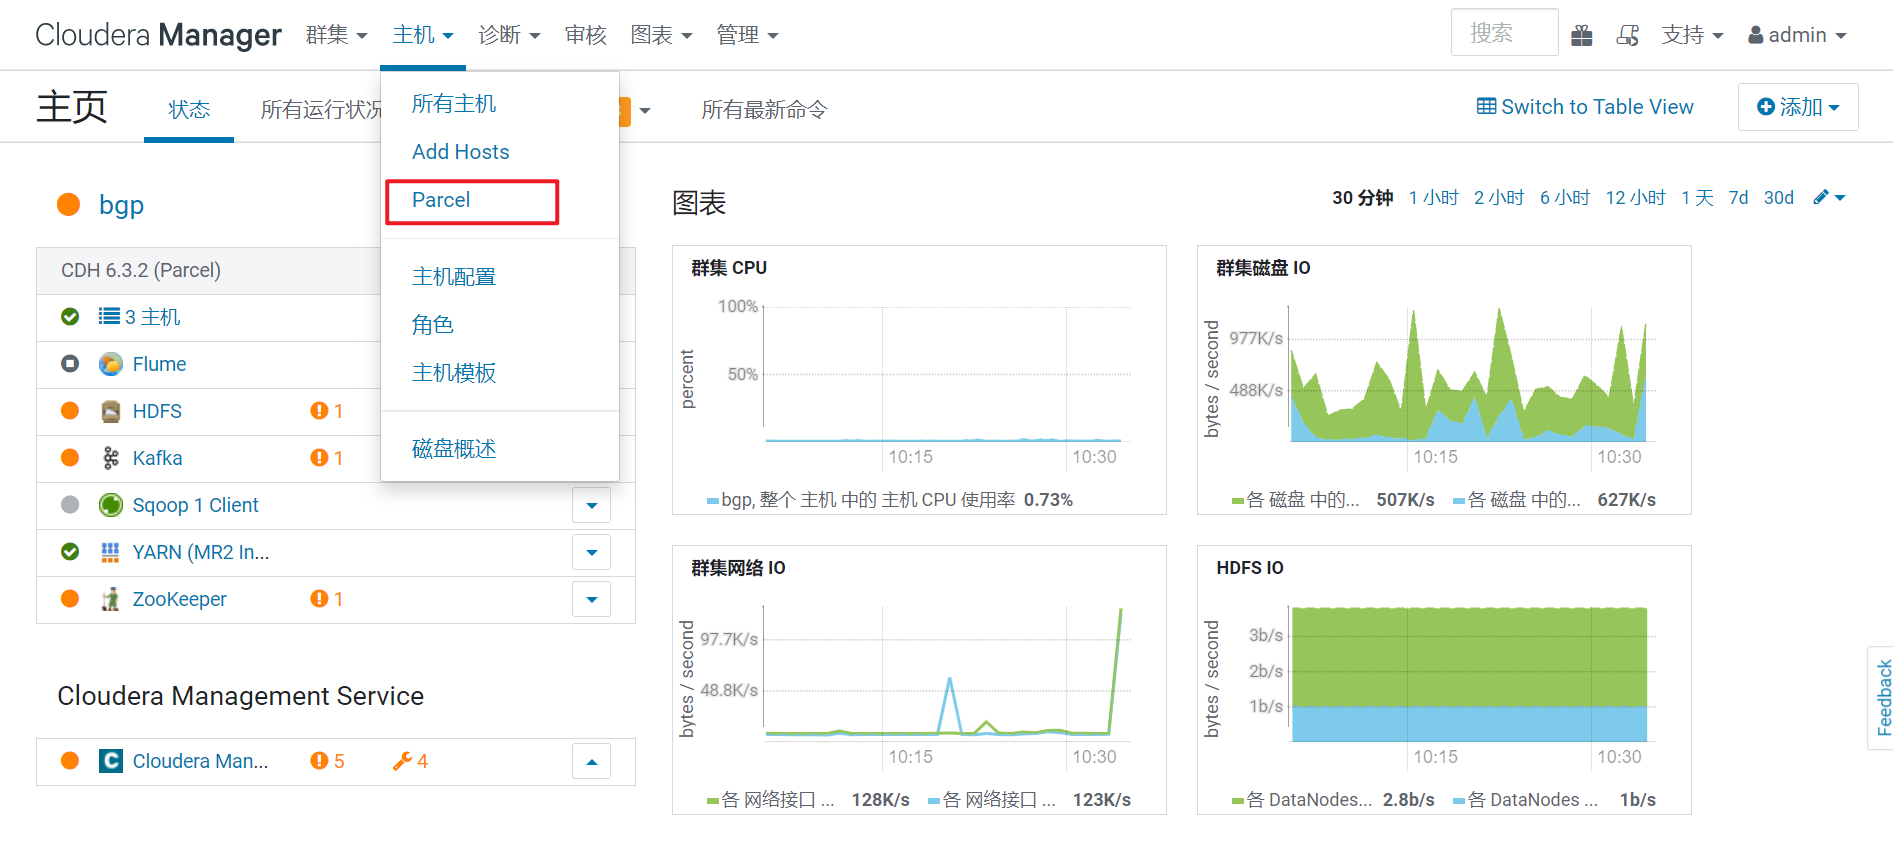 Cloudera Manager 群集 主机 诊断 审核 图表 管理 搜索 支持 admin
主页 状态 所有运行状况 所有最新命令 Switch to Table View 添加
所有主机
Add Hosts
Parcel
主机配置
角色
主机模板
磁盘概述
bgp
CDH 6.3.2 (Parcel)
3 主机
Flume
HDFS 1
Kafka 1
Sqoop 1 Client
YARN (MR2 In...
ZooKeeper 1
Cloudera Management Service
C Cloudera Man... 5 4
图表 30 分钟 1 小时 2 小时 6 小时 12 小时 1 天 7d 30d
群集 CPU
percent
100%
50%
10:15 10:30
bgp, 整个 主机 中的 主机 CPU 使用率 0.73%
群集磁盘 IO
bytes / second
977K/s
488K/s
10:15 10:30
各 磁盘 中的... 507K/s 各 磁盘 中的... 627K/s
群集网络 IO
bytes / second
97.7K/s
48.8K/s
10:15 10:30
各 网络接口 ... 128K/s 各 网络接口 ... 123K/s
HDFS IO
bytes / second
3b/s
2b/s
1b/s
10:15 10:30
各 DataNodes... 2.8b/s 各 DataNodes ... 1b/s
Feedback